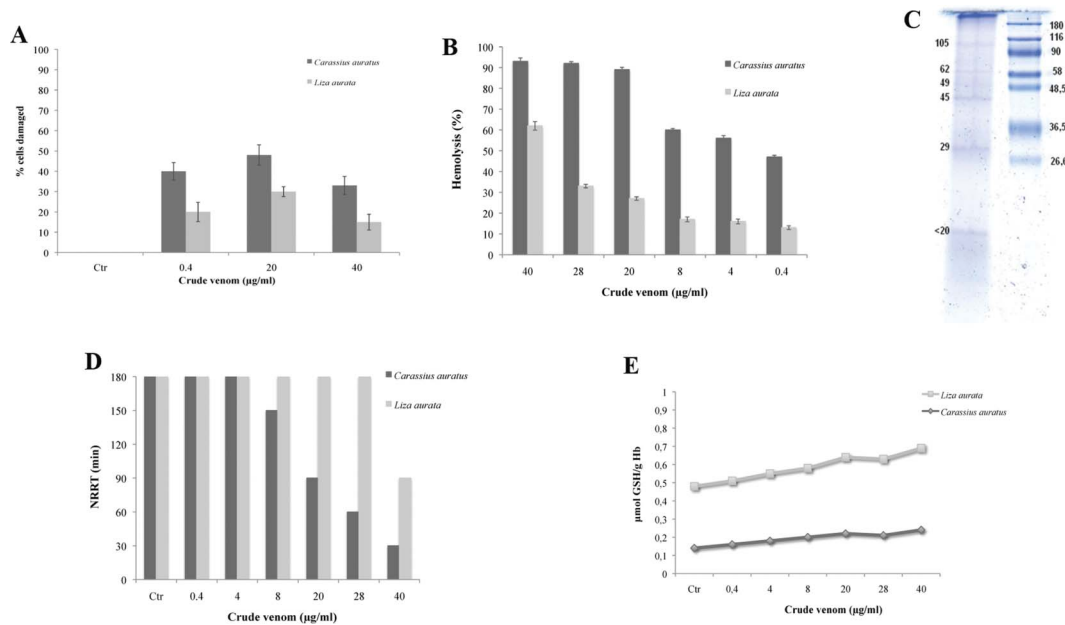 A
% cells damaged
100
90
80
70
60
50
40
30
20
10
0
Carassius auratus
Liza aurata
Ctr 0.4 20 40
Crude venom (µg/ml)
B
Hemolysis (%)
100
90
80
70
60
50
40
30
20
10
0
Carassius auratus
Liza aurata
40 28 20 8 4 0.4
Crude venom (µg/ml)
C
105
62
49
45
29
<20
180
116
90
58
48,5
36,5
26,6
D
NRRT (min)
180
150
120
90
60
30
0
Carassius auratus
Liza aurata
Ctr 0.4 4 8 20 28 40
Crude venom (µg/ml)
E
µmol GSH/g Hb
1
0,9
0,8
0,7
0,6
0,5
0,4
0,3
0,2
0,1
0
Liza aurata
Carassius auratus
Ctr 0.4 4 8 20 28 40
Crude venom (µg/ml)